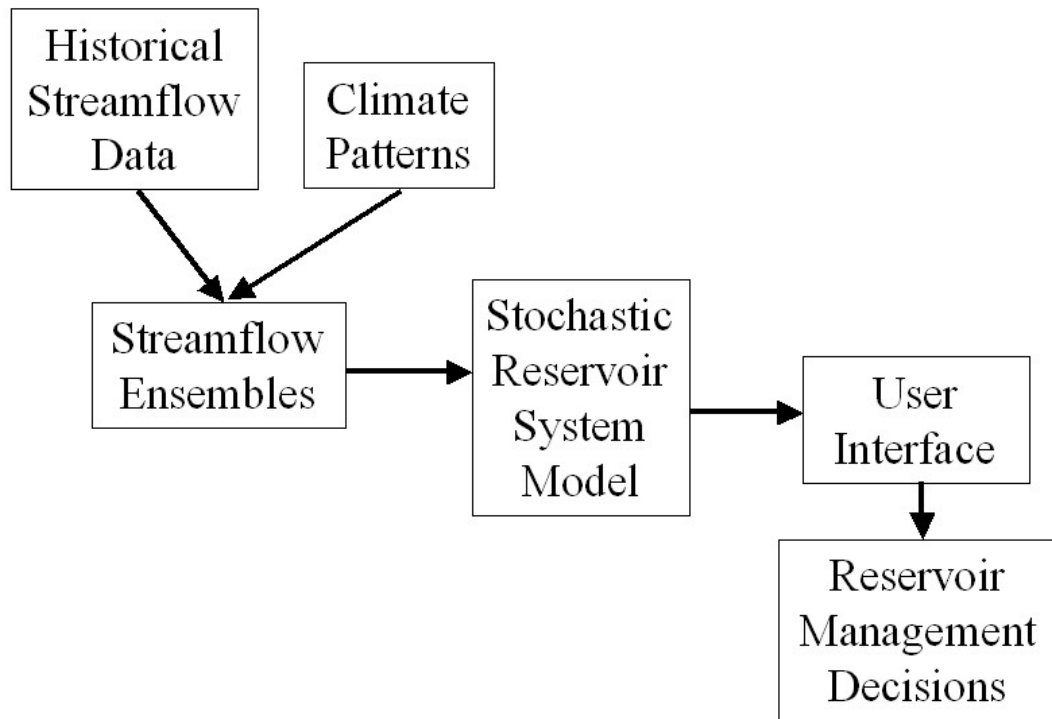 Historical
Streamflow
Data
Climate
Patterns
Streamflow
Ensembles
Stochastic
Reservoir
System
Model
User
Interface
Reservoir
Management
Decisions